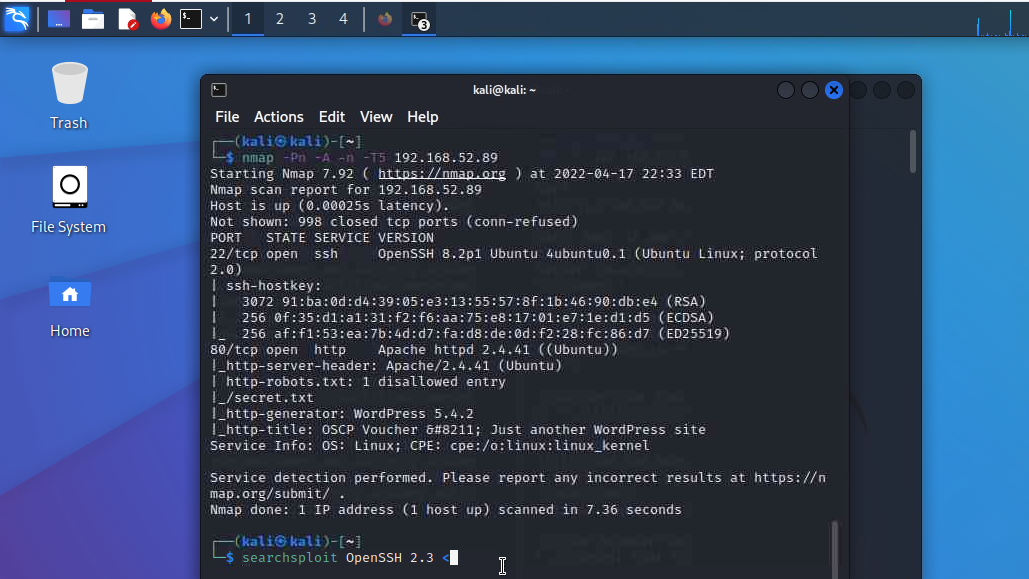 1 2 3 4
3
Trash
File System
Home
kali@kali: ~
File Actions Edit View Help
┌──(kali㉿kali)-[~]
└─$ nmap -Pn -A -n -T5 192.168.52.89
Starting Nmap 7.92 ( https://nmap.org ) at 2022-04-17 22:33 EDT
Nmap scan report for 192.168.52.89
Host is up (0.00025s latency).
Not shown: 998 closed tcp ports (conn-refused)
PORT   STATE SERVICE VERSION
22/tcp open  ssh     OpenSSH 8.2p1 Ubuntu 4ubuntu0.1 (Ubuntu Linux; protocol
2.0)
| ssh-hostkey:
|   3072 91:ba:0d:d4:39:05:e3:13:55:57:8f:1b:46:90:db:e4 (RSA)
|   256 0f:35:d1:a1:31:f2:f6:aa:75:e8:17:01:e7:1e:d1:d5 (ECDSA)
|_  256 af:f1:53:ea:7b:4d:d7:fa:d8:de:0d:f2:28:fc:86:d7 (ED25519)
80/tcp open  http    Apache httpd 2.4.41 ((Ubuntu))
|_http-server-header: Apache/2.4.41 (Ubuntu)
| http-robots.txt: 1 disallowed entry
|_/secret.txt
|_http-generator: WordPress 5.4.2
|_http-title: OSCP Voucher &#8211; Just another WordPress site
Service Info: OS: Linux; CPE: cpe:/o:linux:linux_kernel
Service detection performed. Please report any incorrect results at https://n
map.org/submit/ .
Nmap done: 1 IP address (1 host up) scanned in 7.36 seconds
┌──(kali㉿kali)-[~]
└─$ searchsploit OpenSSH 2.3 <